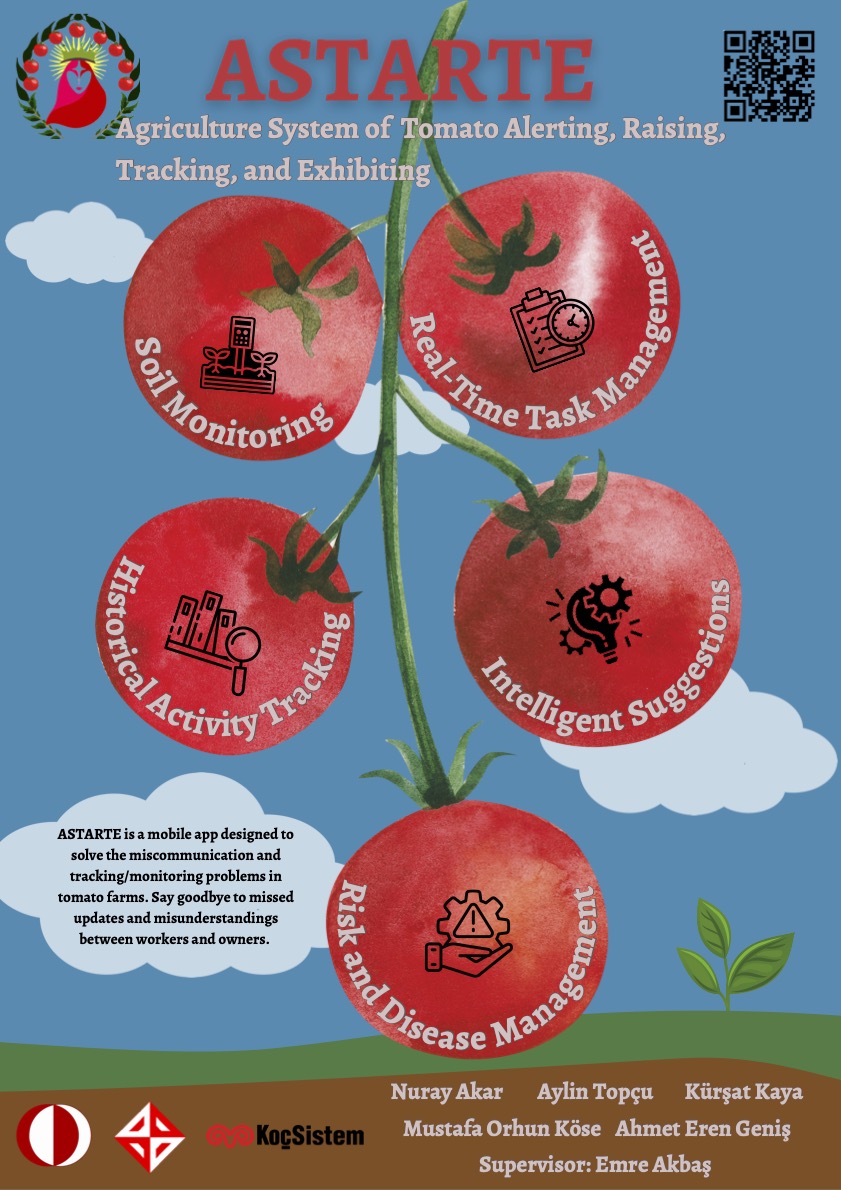 ASTARTE
Agriculture System of Tomato Alerting, Raising,
Tracking, and Exhibiting
Soil Monitoring
Real-Time Task Management
Historical Activity Tracking
Intelligent Suggestions
ASTARTE is a mobile app designed to
solve the miscommunication and
tracking/monitoring problems in
tomato farms. Say goodbye to missed
updates and misunderstandings
between workers and owners.
Risk and Disease Management
Nuray Akar Aylin Topçu Kürşat Kaya
Mustafa Orhun Köse Ahmet Eren Geniş
Supervisor: Emre Akbaş
KoçSistem